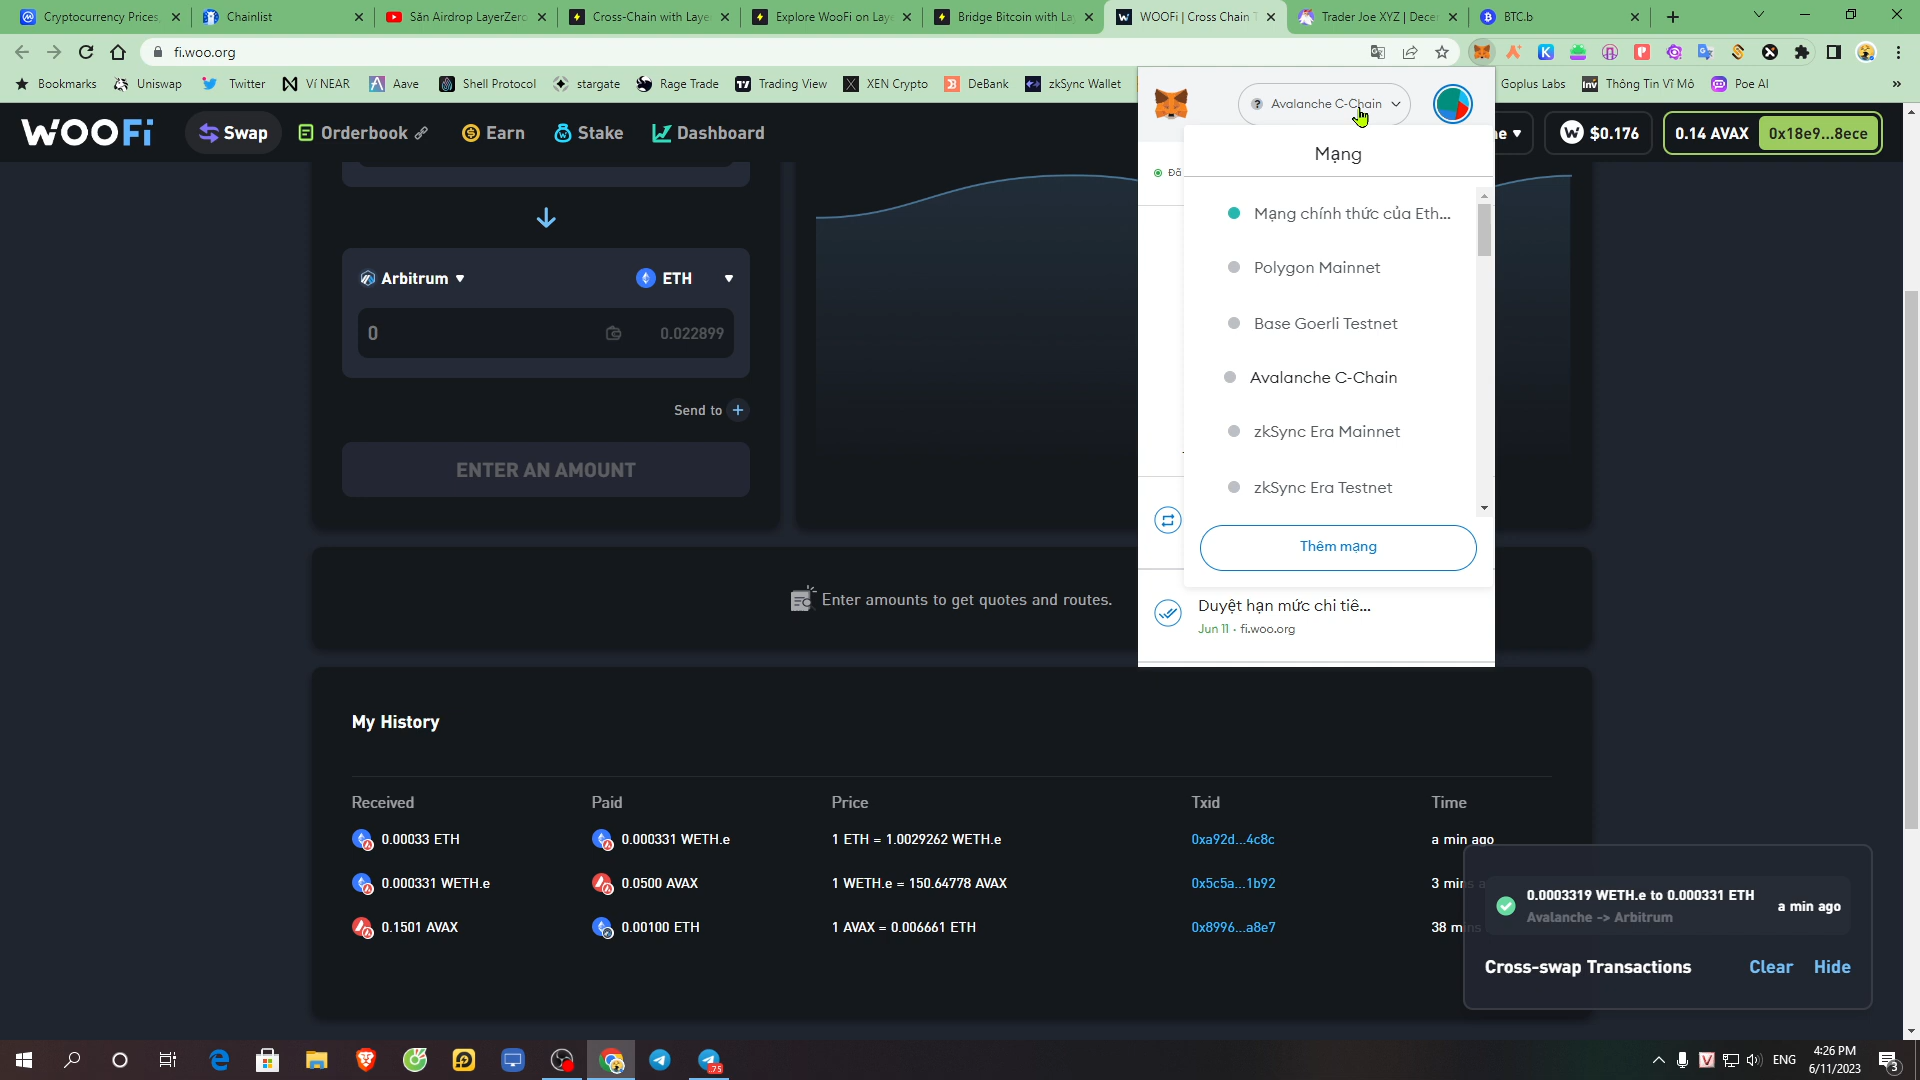 Cryptocurrency Prices
Chainlist
Săn Airdrop LayerZero
Cross-Chain with Laye
Explore WooFi on Lay
Bridge Bitcoin with La
WOOFi | Cross Chain T
Trader Joe XYZ | Dece
BTC.b
fi.woo.org
Bookmarks
Uniswap
Twitter
Ví NEAR
Aave
Shell Protocol
stargate
Rage Trade
Trading View
XEN Crypto
DeBank
zkSync Wallet
Goplus Labs
Thông Tin Vĩ Mô
Poe AI
WOOFi
Swap
Orderbook
Earn
Stake
Dashboard
$0.176
0.14 AVAX
0x18e9...8ece
Avalanche C-Chain
Mạng
Đã
Mạng chính thức của Eth...
Polygon Mainnet
Base Goerli Testnet
Avalanche C-Chain
zkSync Era Mainnet
zkSync Era Testnet
Thêm mạng
Duyệt hạn mức chi tiê...
Jun 11 · fi.woo.org
Arbitrum
ETH
0
0.022899
Send to +
ENTER AN AMOUNT
Enter amounts to get quotes and routes.
My History
Received Paid Price Txid Time
0.00033 ETH 0.000331 WETH.e 1 ETH = 1.0029262 WETH.e 0xa92d...4c8c a min ago
0.000331 WETH.e 0.0500 AVAX 1 WETH.e = 150.64778 AVAX 0x5c5a...1b92 3 min
0.1501 AVAX 0.00100 ETH 1 AVAX = 0.006661 ETH 0x8996...a8e7 38 mins
0.0003319 WETH.e to 0.000331 ETH
Avalanche -> Arbitrum
a min ago
Cross-swap Transactions
Clear
Hide
75
ENG
4:26 PM
6/11/2023
3